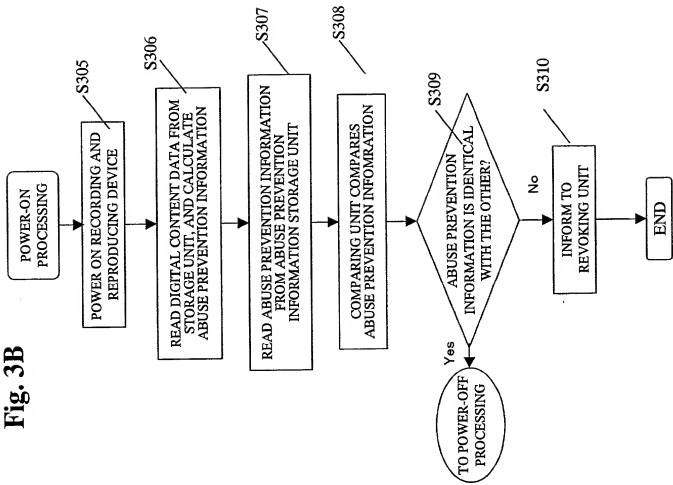 Fig. 3B
POWER-ON
PROCESSING
S305
POWER ON RECORDING AND
REPRODUCING DEVICE
S306
READ DIGITAL CONTENT DATA FROM
STORAGE UNIT, AND CALCULATE
ABUSE PREVENTION INFORMATION
S307
READ ABUSE PREVENTION INFORMATION
FROM ABUSE PREVENTION
INFORMATION STORAGE UNIT
S308
COMPARING UNIT COMPARES
ABUSE PREVENTION INFOMRATION
S309
ABUSE PREVENTION
INFORMATION IS IDENTICAL
WITH THE OTHER?
Yes
TO POWER-OFF
PROCESSING
No
S310
INFORM TO
REVOKING UNIT
END